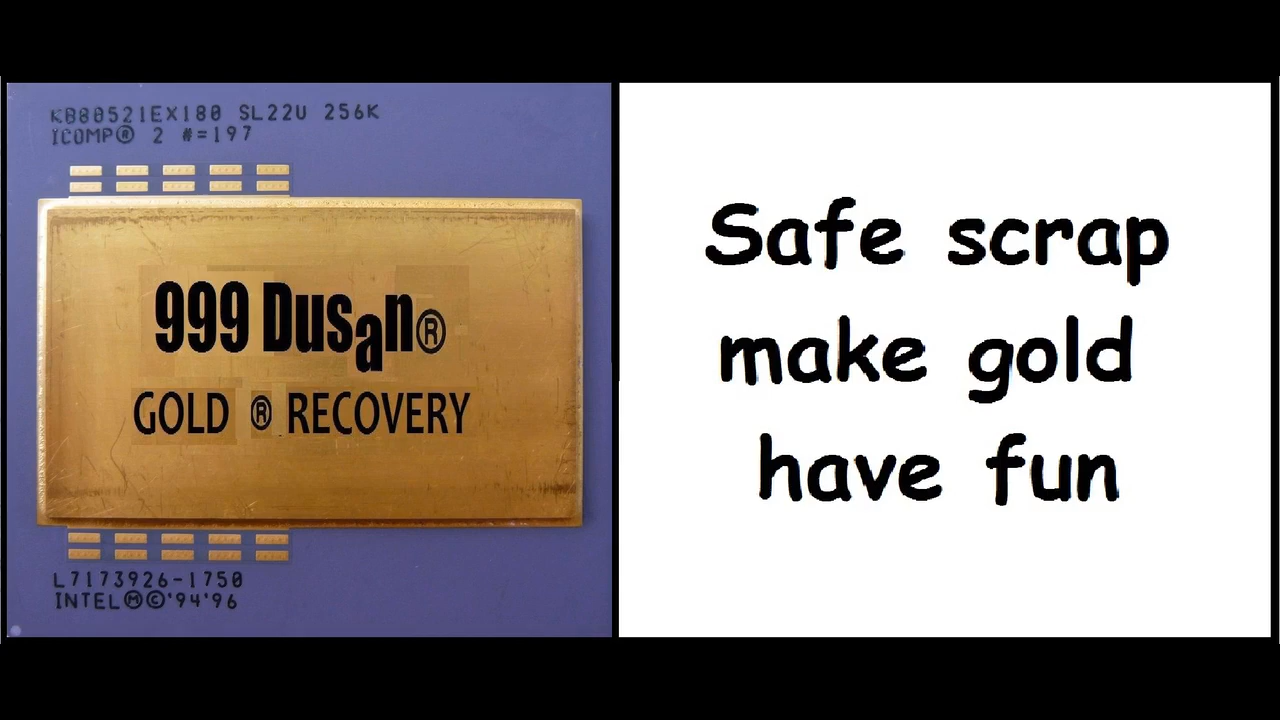 KB80521EX180 SL22U 256K
ICOMP® 2 #=197
999 Dusan®
GOLD ® RECOVERY
L7173926-1750
INTELⓂ©'94'96
Safe scrap
make gold
have fun